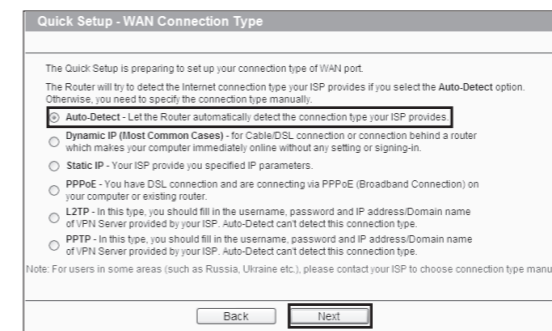 Quick Setup - WAN Connection Type
The Quick Setup is preparing to set up your connection type of WAN port.
The Router will try to detect the Internet connection type your ISP provides if you select the Auto-Detect option.
Otherwise, you need to specify the connection type manually.
Auto-Detect - Let the Router automatically detect the connection type your ISP provides.
Dynamic IP (Most Common Cases) - for Cable/DSL connection or connection behind a router
which makes your computer immediately online without any setting or signing-in.
Static IP - Your ISP provide you specified IP parameters.
PPPoE - You have DSL connection and are connecting via PPPoE (Broadband Connection) on
your computer or existing router.
L2TP - In this type, you should fill in the username, password and IP address/Domain name
of VPN Server provided by your ISP. Auto-Detect can't detect this connection type.
PPTP - In this type, you should fill in the username, password and IP address/Domain name
of VPN Server provided by your ISP. Auto-Detect can't detect this connection type.
Note: For users in some areas (such as Russia, Ukraine etc.), please contact your ISP to choose connection type manu
Back Next